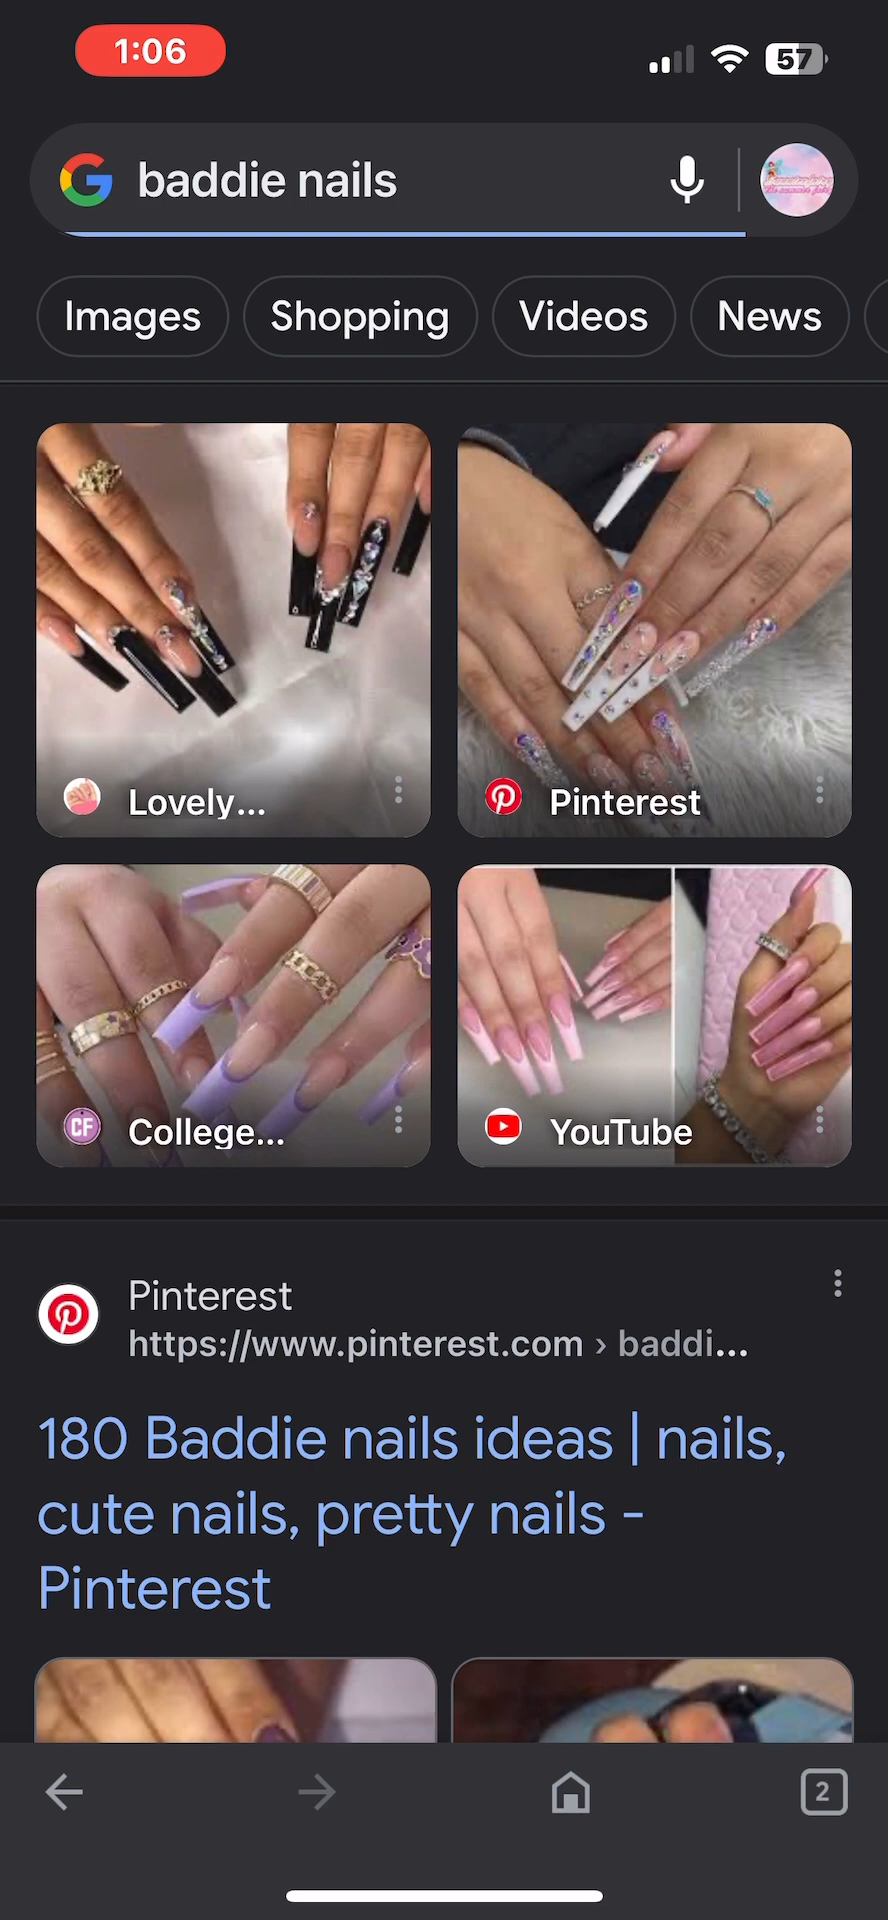 1:06
57
baddie nails
Images
Shopping
Videos
News
Lovely...
Pinterest
CF
College...
YouTube
Pinterest
https://www.pinterest.com › baddi...
180 Baddie nails ideas | nails,
cute nails, pretty nails -
Pinterest
2